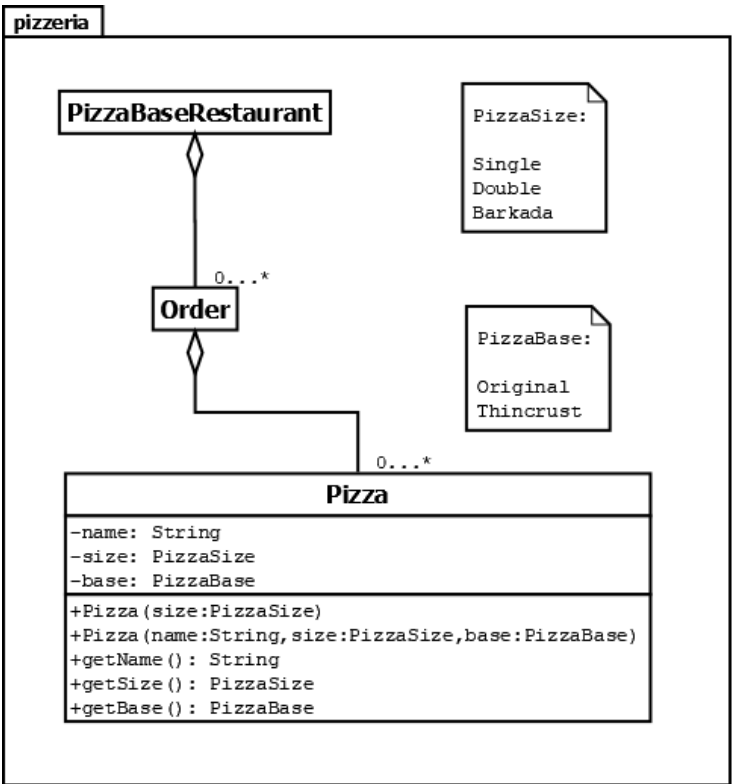 pizzeria
PizzaBaseRestaurant
0...*
Order
0...*
PizzaSize:
Single
Double
Barkada
PizzaBase:
Original
Thincrust
Pizza
-name: String
-size: PizzaSize
-base: PizzaBase
+Pizza(size:PizzaSize)
+Pizza(name:String,size:PizzaSize,base:PizzaBase)
+getName(): String
+getSize(): PizzaSize
+getBase(): PizzaBase